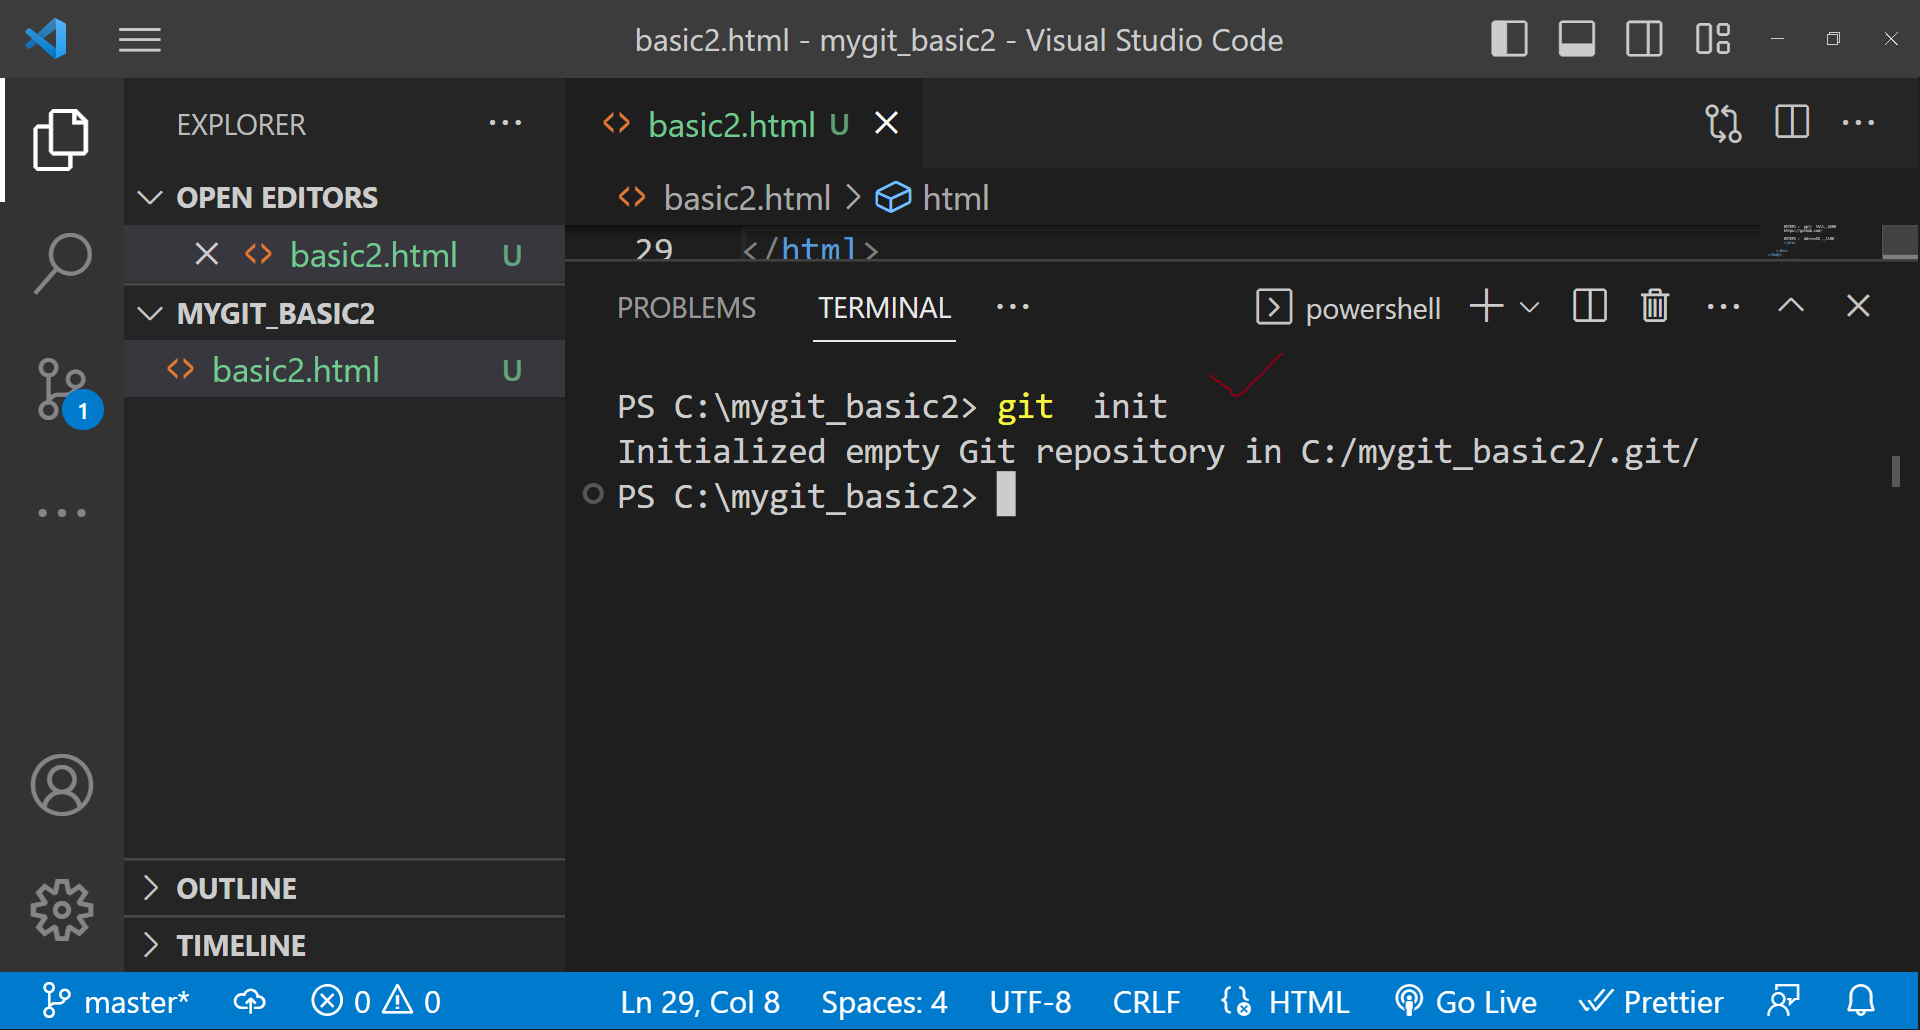 basic2.html - mygit_basic2 - Visual Studio Code
EXPLORER
OPEN EDITORS
basic2.html U
MYGIT_BASIC2
basic2.html U
1
OUTLINE
TIMELINE
basic2.html U
basic2.html > html
29 </html>
PROBLEMS TERMINAL powershell
PS C:\mygit_basic2> git  init
Initialized empty Git repository in C:/mygit_basic2/.git/
PS C:\mygit_basic2>
master* 0 0 Ln 29, Col 8 Spaces: 4 UTF-8 CRLF HTML Go Live Prettier